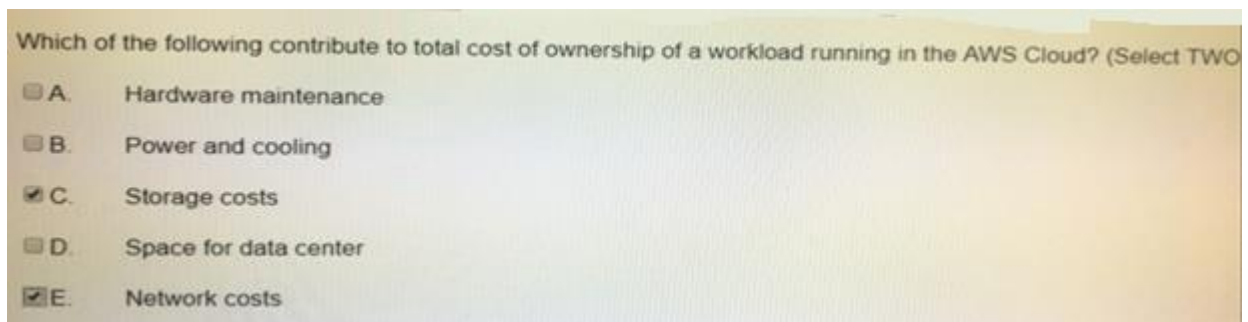 Which of the following contribute to total cost of ownership of a workload running in the AWS Cloud? (Select TWO
A. Hardware maintenance
B. Power and cooling
C. Storage costs
D. Space for data center
E. Network costs